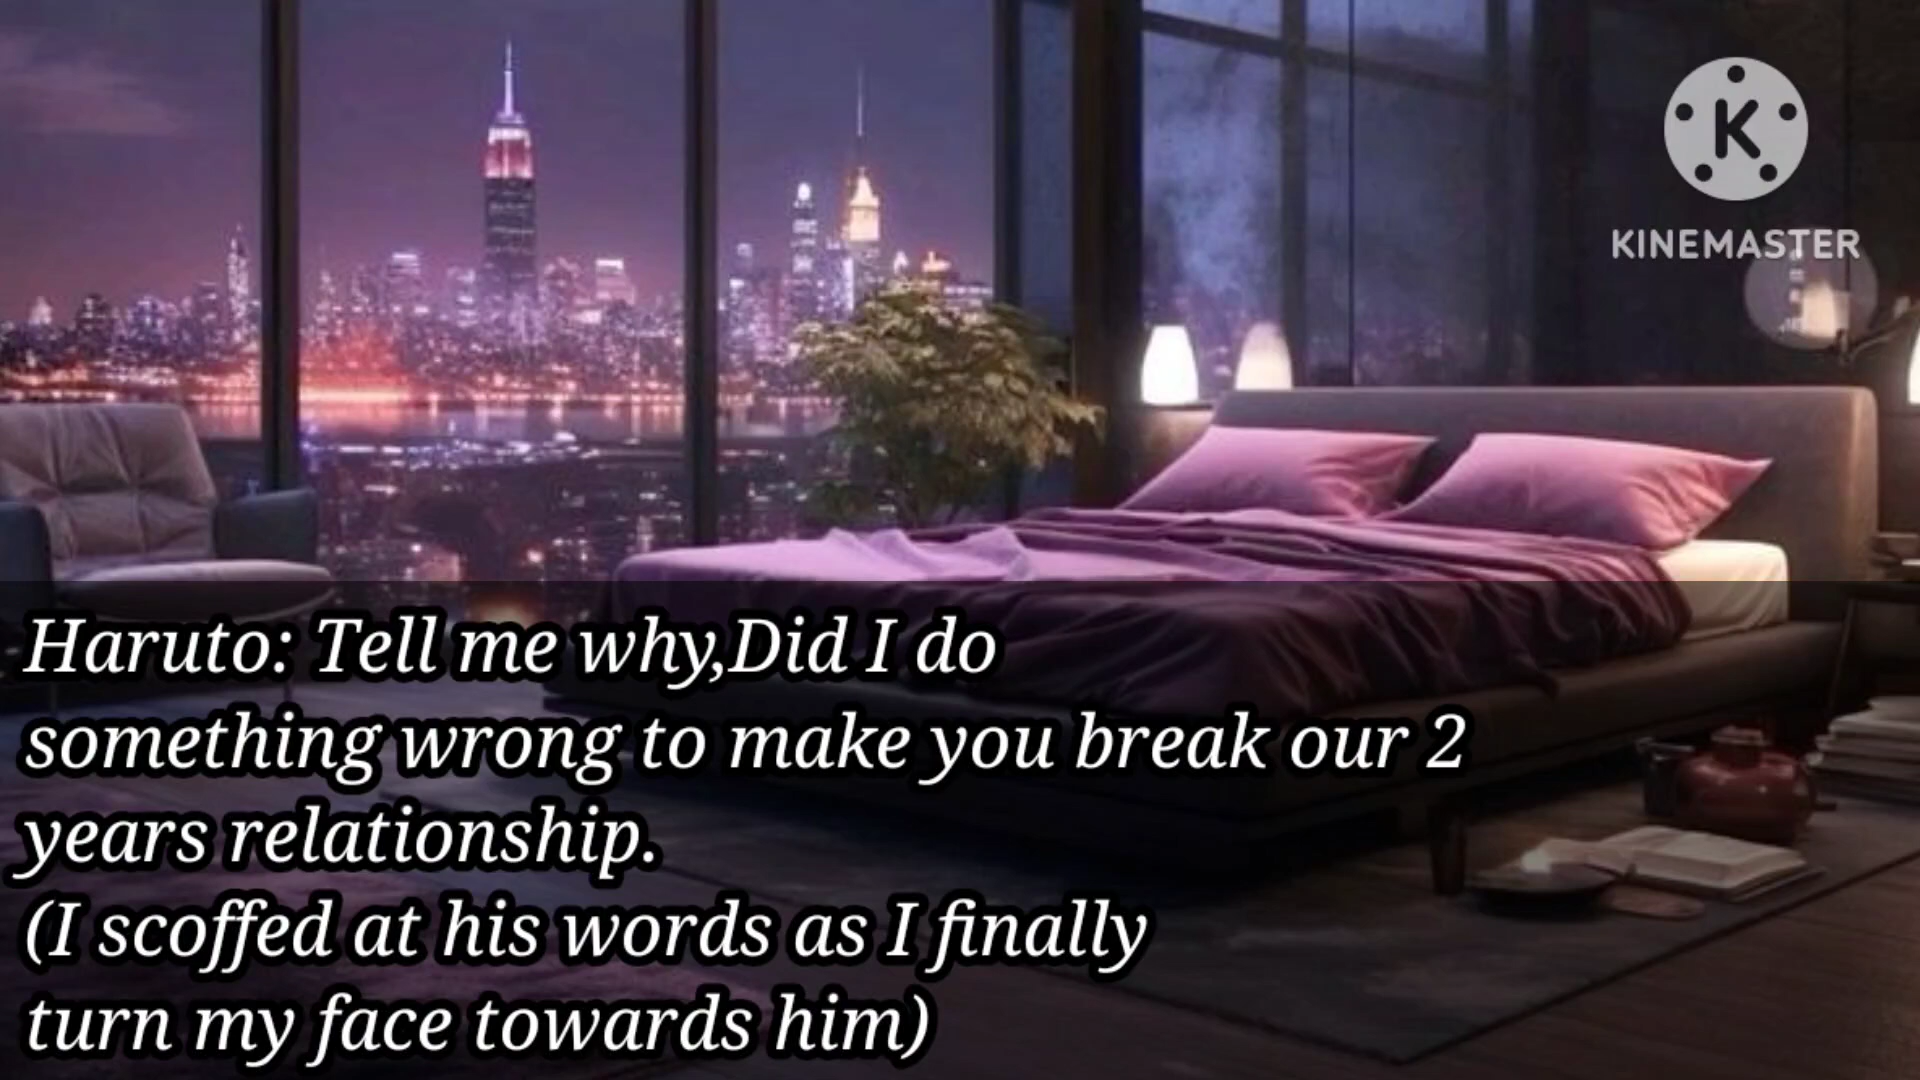 K
KINEMASTER
Haruto: Tell me why,Did I do
something wrong to make you break our 2
years relationship.
(I scoffed at his words as I finally
turn my face towards him)